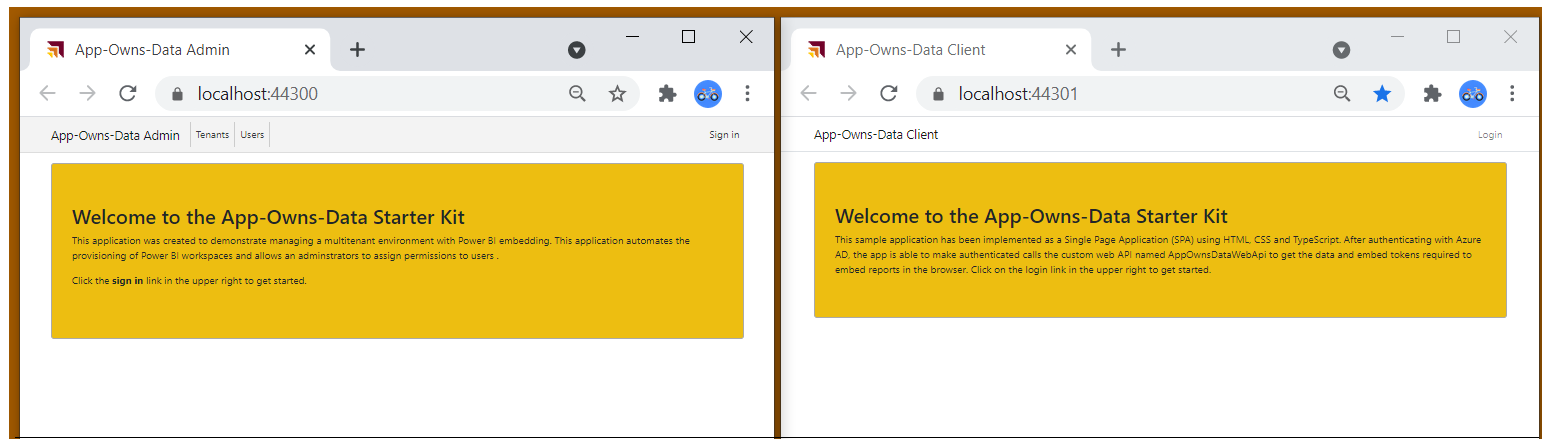 App-Owns-Data Admin
localhost:44300
App-Owns-Data Admin Tenants Users Sign in
Welcome to the App-Owns-Data Starter Kit
This application was created to demonstrate managing a multitenant environment with Power BI embedding. This application automates the
provisioning of Power BI workspaces and allows an adminstrators to assign permissions to users .
Click the sign in link in the upper right to get started.
App-Owns-Data Client
localhost:44301
App-Owns-Data Client Login
Welcome to the App-Owns-Data Starter Kit
This sample application has been implemented as a Single Page Application (SPA) using HTML, CSS and TypeScript. After authenticating with Azure
AD, the app is able to make authenticated calls the custom web API named AppOwnsDataWebApi to get the data and embed tokens required to
embed reports in the browser. Click on the login link in the upper right to get started.